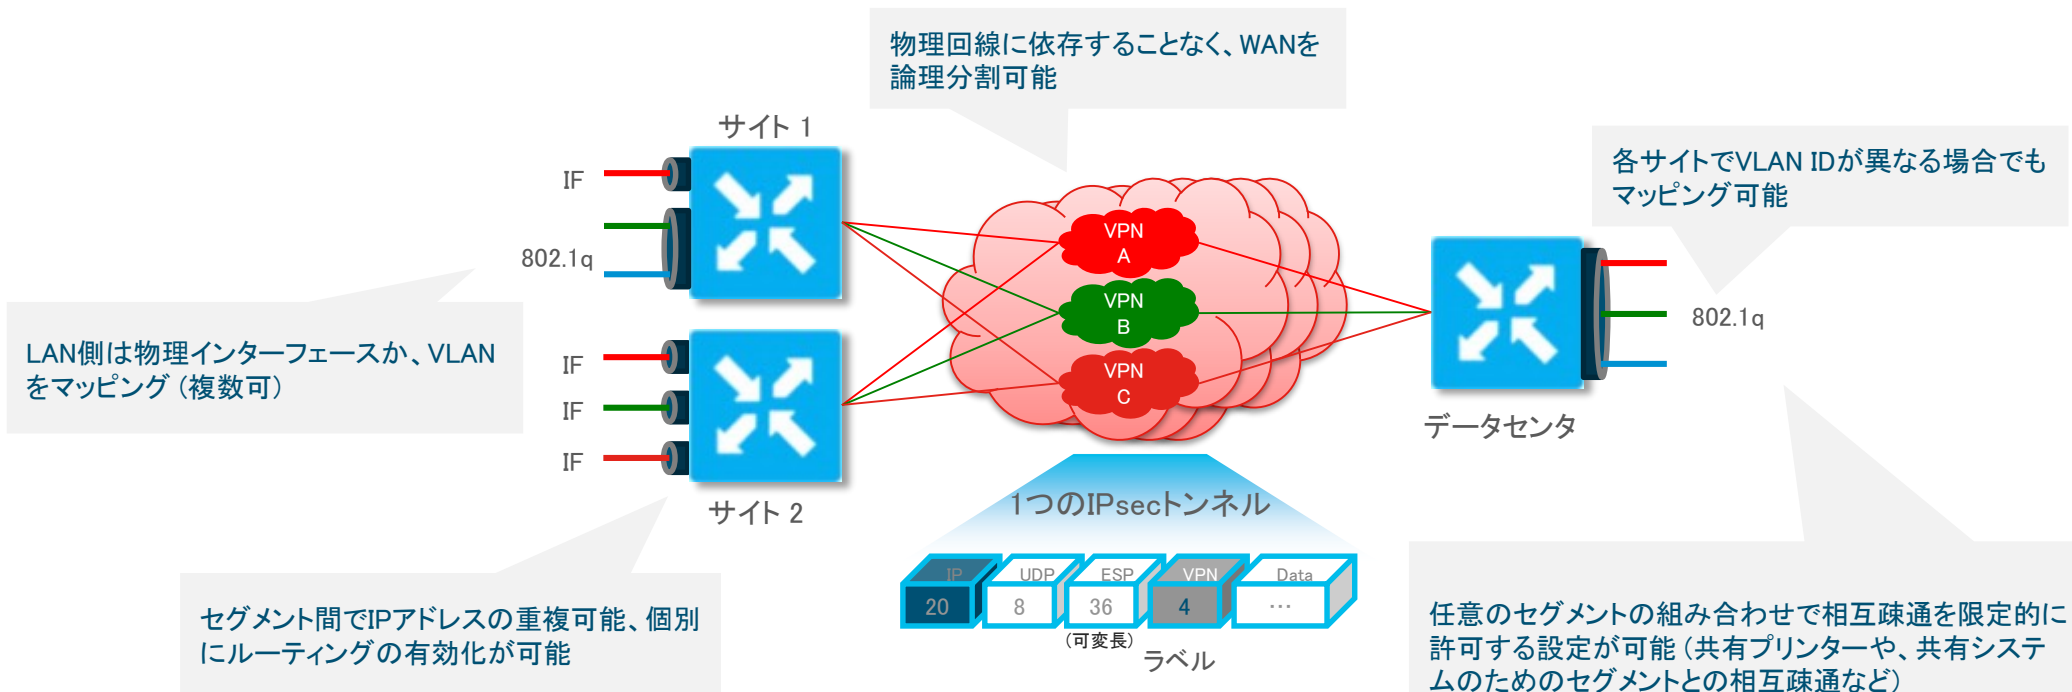 物理回線に依存することなく、WANを
論理分割可能
サイト 1
IF
802.1q
各サイトでVLAN IDが異なる場合でも
マッピング可能
VPN
A
VPN
B
VPN
C
802.1q
LAN側は物理インターフェースか、VLAN
をマッピング (複数可)
IF
IF
IF
サイト 2
データセンタ
1つのIPsecトンネル
IP UDP ESP VPN Data
20 8 36 4 …
(可変長)
ラベル
セグメント間でIPアドレスの重複可能、個別
にルーティングの有効化が可能
任意のセグメントの組み合わせで相互疎通を限定的に
許可する設定が可能 (共有プリンターや、共有システ
ムのためのセグメントとの相互疎通など)